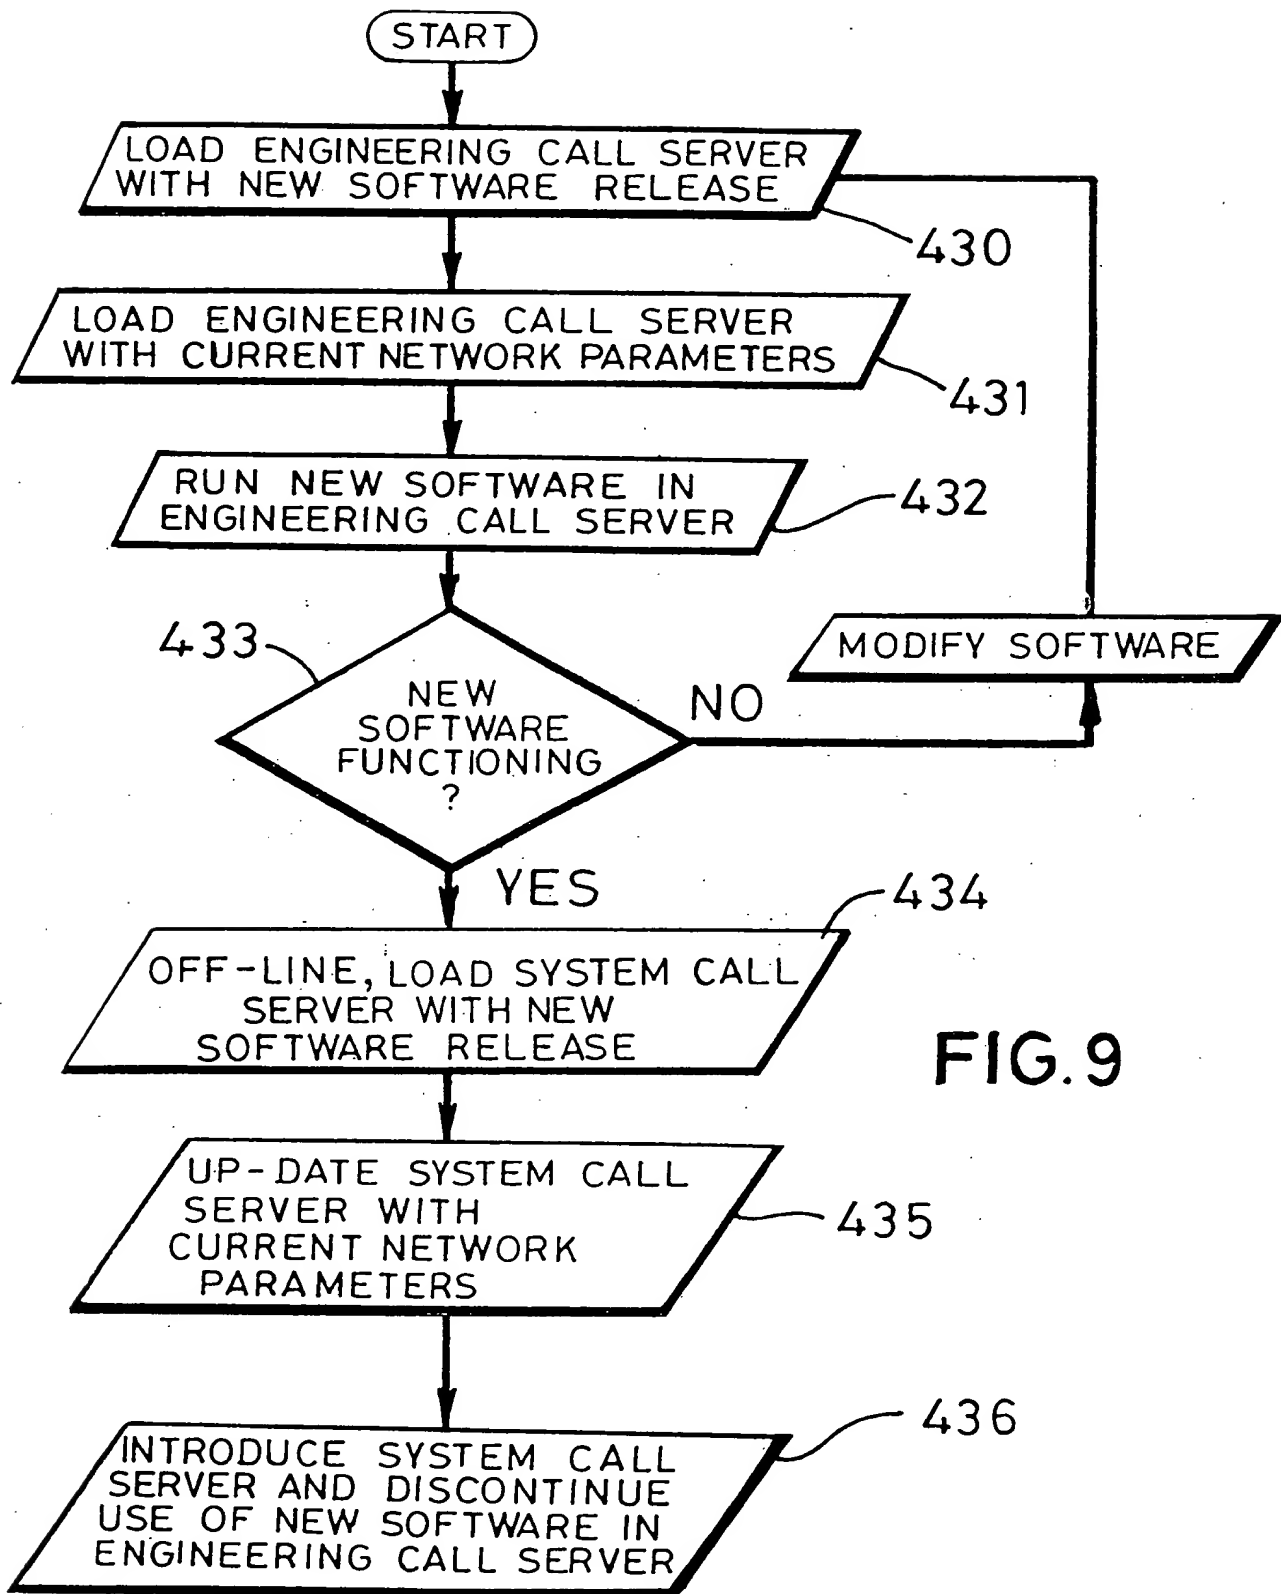 START
LOAD ENGINEERING CALL SERVER
WITH NEW SOFTWARE RELEASE
430
LOAD ENGINEERING CALL SERVER
WITH CURRENT NETWORK PARAMETERS
431
RUN NEW SOFTWARE IN
ENGINEERING CALL SERVER
432
433
NEW
SOFTWARE
FUNCTIONING
?
NO
MODIFY SOFTWARE
YES
434
OFF-LINE, LOAD SYSTEM CALL
SERVER WITH NEW
SOFTWARE RELEASE
FIG. 9
UP-DATE SYSTEM CALL
SERVER WITH
CURRENT NETWORK
PARAMETERS
435
436
INTRODUCE SYSTEM CALL
SERVER AND DISCONTINUE
USE OF NEW SOFTWARE IN
ENGINEERING CALL SERVER